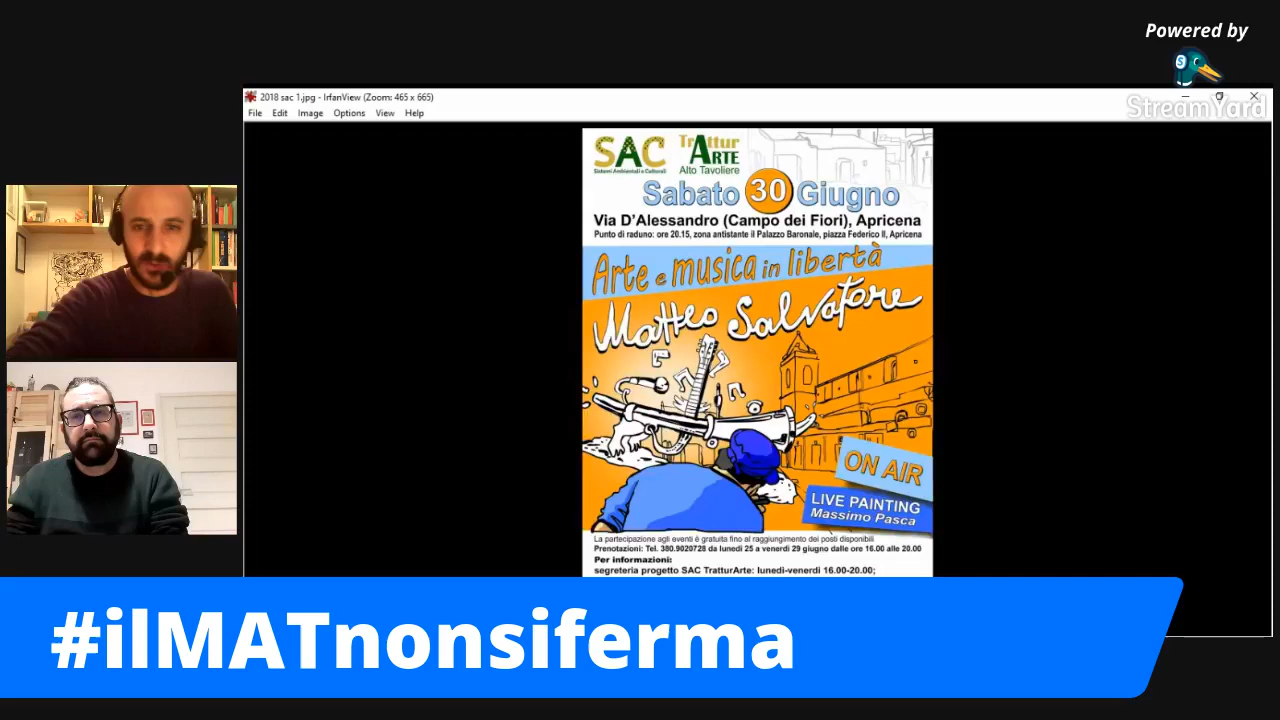 Powered by
StreamYard
2018 sac 1.jpg - IrfanView (Zoom: 465 x 665)
File Edit Image Options View Help
SAC
Sistemi Ambientali e Culturali
TratturArte
Alto Tavoliere
Sabato 30 Giugno
Via D'Alessandro (Campo dei Fiori), Apricena
Punto di raduno: ore 20.15, zona antistante il Palazzo Baronale, piazza Federico II, Apricena
Arte e musica in libertà
Matteo Salvatore
ON AIR
LIVE PAINTING
Massimo Pasca
La partecipazione agli eventi è gratuita fino al raggiungimento dei posti disponibili
Prenotazioni: Tel. 380.9020728 da lunedì 25 a venerdì 29 giugno dalle ore 16.00 alle 20.00
Per informazioni:
segreteria progetto SAC TratturArte: lunedì-venerdì 16.00-20.00;
#ilMATnonsiferma